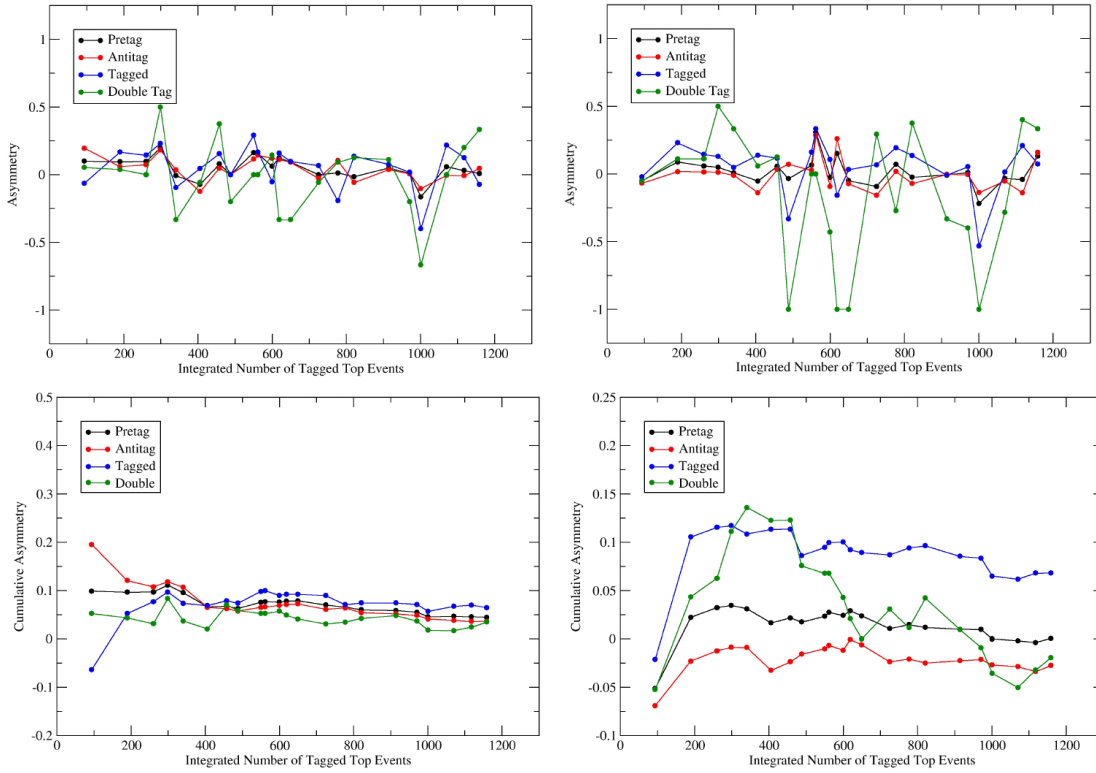 1
0.5
0
-0.5
-1
Asymmetry
Pretag
Antitag
Tagged
Double Tag
0 200 400 600 800 1000 1200
Integrated Number of Tagged Top Events
1
0.5
0
-0.5
-1
Asymmetry
Pretag
Antitag
Tagged
Double Tag
0 200 400 600 800 1000 1200
Integrated Number of Tagged Top Events
0.5
0.4
0.3
0.2
0.1
0
-0.1
-0.2
Cumulative Asymmetry
Pretag
Antitag
Tagged
Double
0 200 400 600 800 1000 1200
Integrated Number of Tagged Top Events
0.25
0.2
0.15
0.1
0.05
0
-0.05
-0.1
Cumulative Asymmetry
Pretag
Antitag
Tagged
Double
0 200 400 600 800 1000 1200
Integrated Number of Tagged Top Events